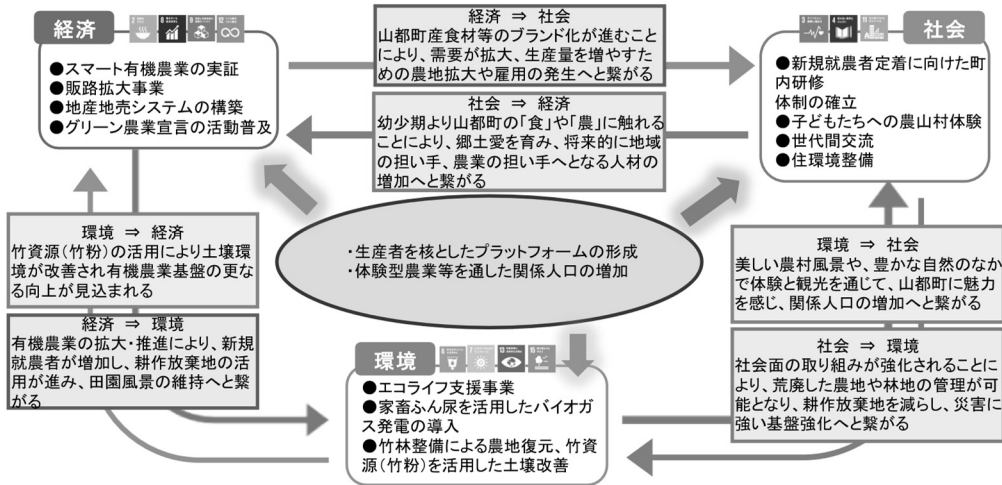 経済
●スマート有機農業の実証
●販路拡大事業
●地産地売システムの構築
●グリーン農業宣言の活動普及
経済 ⇒ 社会
山都町産食材等のブランド化が進むこと
により、需要が拡大、生産量を増やすた
めの農地拡大や雇用の発生へと繋がる
社会 ⇒ 経済
幼少期より山都町の「食」や「農」に触れる
ことにより、郷土愛を育み、将来的に地域
の担い手、農業の担い手へとなる人材の
増加へと繋がる
社会
●新規就農者定着に向けた町
内研修
体制の確立
●子どもたちへの農山村体験
●世代間交流
●住環境整備
・生産者を核としたプラットフォームの形成
・体験型農業等を通した関係人口の増加
環境 ⇒ 経済
竹資源(竹粉)の活用により土壌環
境が改善され有機農業基盤の更な
る向上が見込まれる
経済 ⇒ 環境
有機農業の拡大・推進により、新規
就農者が増加し、耕作放棄地の活
用が進み、田園風景の維持へと繋
がる
環境
●エコライフ支援事業
●家畜ふん尿を活用したバイオガ
ス発電の導入
●竹林整備による農地復元、竹資
源(竹粉)を活用した土壌改善
環境 ⇒ 社会
美しい農村風景や、豊かな自然のなか
で体験と観光を通じて、山都町に魅力
を感じ、関係人口の増加へと繋がる
社会 ⇒ 環境
社会面の取り組みが強化されることに
より、荒廃した農地や林地の管理が可
能となり、耕作放棄地を減らし、災害に
強い基盤強化へと繋がる